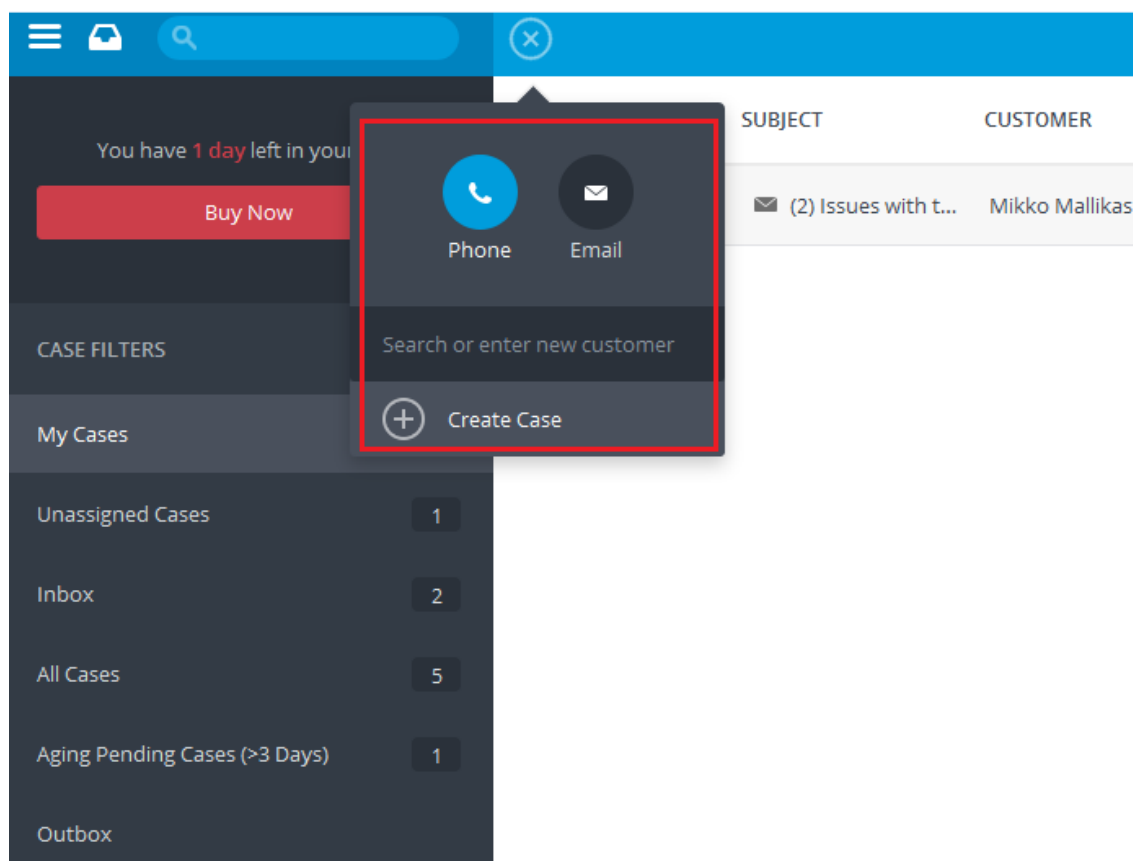 SUBJECT CUSTOMER
You have 1 day left in your
Buy Now
Phone Email
(2) Issues with t... Mikko Mallikas
Search or enter new customer
Create Case
CASE FILTERS
My Cases
Unassigned Cases 1
Inbox 2
All Cases 5
Aging Pending Cases (>3 Days) 1
Outbox